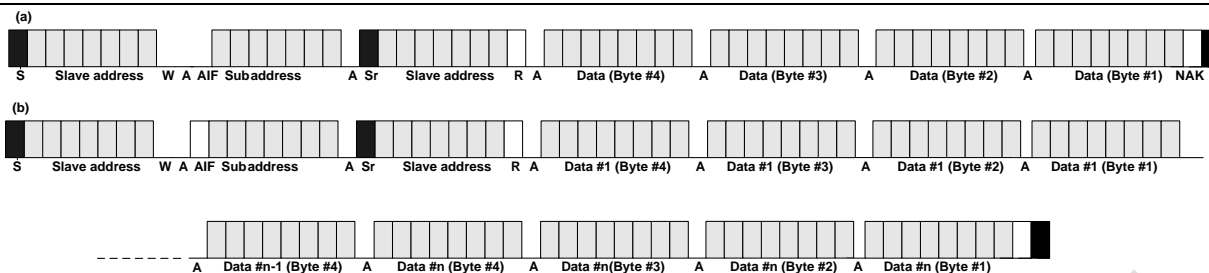 (a)
S Slave address W A AIF Subaddress A Sr Slave address R A Data (Byte #4) A Data (Byte #3) A Data (Byte #2) A Data (Byte #1) NAK
(b)
S Slave address W A AIF Subaddress A Sr Slave address R A Data #1 (Byte #4) A Data #1 (Byte #3) A Data #1 (Byte #2) A Data #1 (Byte #1)
A Data #n-1 (Byte #4) A Data #n (Byte #4) A Data #n(Byte #3) A Data #n (Byte #2) A Data #n (Byte #1)